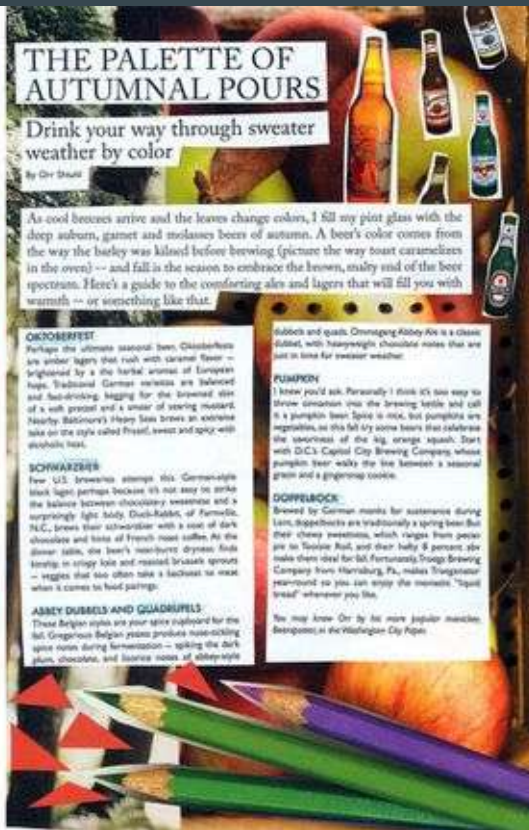 THE PALETTE OF
AUTUMNAL POURS
Drink your way through sweater
weather by color
By Orr Shtuhl
As cool breezes arrive and the leaves change colors, I fill my pint glass with the
deep auburn, garnet and molasses beers of autumn. A beer's color comes from
the way the barley was kilned before brewing (picture the way toast caramelizes
in the oven) — and fall is the season to embrace the brown, malty end of the beer
spectrum. Here's a guide to the comforting ales and lagers that will fill you with
warmth — or something like that.
OKTOBERFEST
Perhaps the ultimate seasonal beer, Oktoberfests
are amber lagers that rush with caramel flavor —
brightened by a the herbal aromas of European
hops. Traditional German varieties are balanced
and fast-drinking, begging for the browned skin
of a soft pretzel and a smear of searing mustard.
Nearby Baltimore's Heavy Seas brews an extreme
take on the style called Prosit!, sweet and spicy with
alcoholic heat.
SCHWARZBIER
Few U.S. breweries attempt this German-style
black lager, perhaps because it's not easy to strike
the balance between chocolate-y sweetness and a
surprisingly light body. Duck-Rabbit, of Farmville,
N.C., brews their schwarzbier with a coat of dark
chocolate and hints of French roast coffee. At the
dinner table, the beer's near-burnt dryness finds
kinship in crispy kale and roasted brussels sprouts
— veggies that too often take a backseat to meat
when it comes to food pairings.
ABBEY DUBBELS AND QUADRUPELS
These Belgian styles are your spice cupboard for the
fall. Gregarious Belgian yeasts produce nose-tickling
spice notes during fermentation — spiking the dark
plum, chocolate, and licorice notes of abbey-style
dubbels and quads. Ommegang Abbey Ale is a classic
dubbel, with heavyweight chocolate notes that are
just in time for sweater weather.
PUMPKIN
I knew you'd ask. Personally I think it's too easy to
throw cinnamon into the brewing kettle and call
it a pumpkin beer. Spice is nice, but pumpkins are
vegetables, so this fall try some beers that celebrate
the savoriness of the big, orange squash. Start
with D.C.'s Capitol City Brewing Company, whose
pumpkin beer walks the line between a seasonal
gratin and a gingersnap cookie.
DOPPELBOCK
Brewed by German monks for sustenance during
Lent, doppelbocks are traditionally a spring beer. But
their chewy sweetness, which ranges from pecan
pie to Tootsie Roll, and their hefty 8 percent abv
make them ideal for fall. Fortunately, Troegs Brewing
Company from Harrisburg, Pa., makes Troegenator
year-round so you can enjoy the monastic "liquid
bread" whenever you like.
You may know Orr by his more popular moniker,
Beerspotter, in the Washington City Paper.